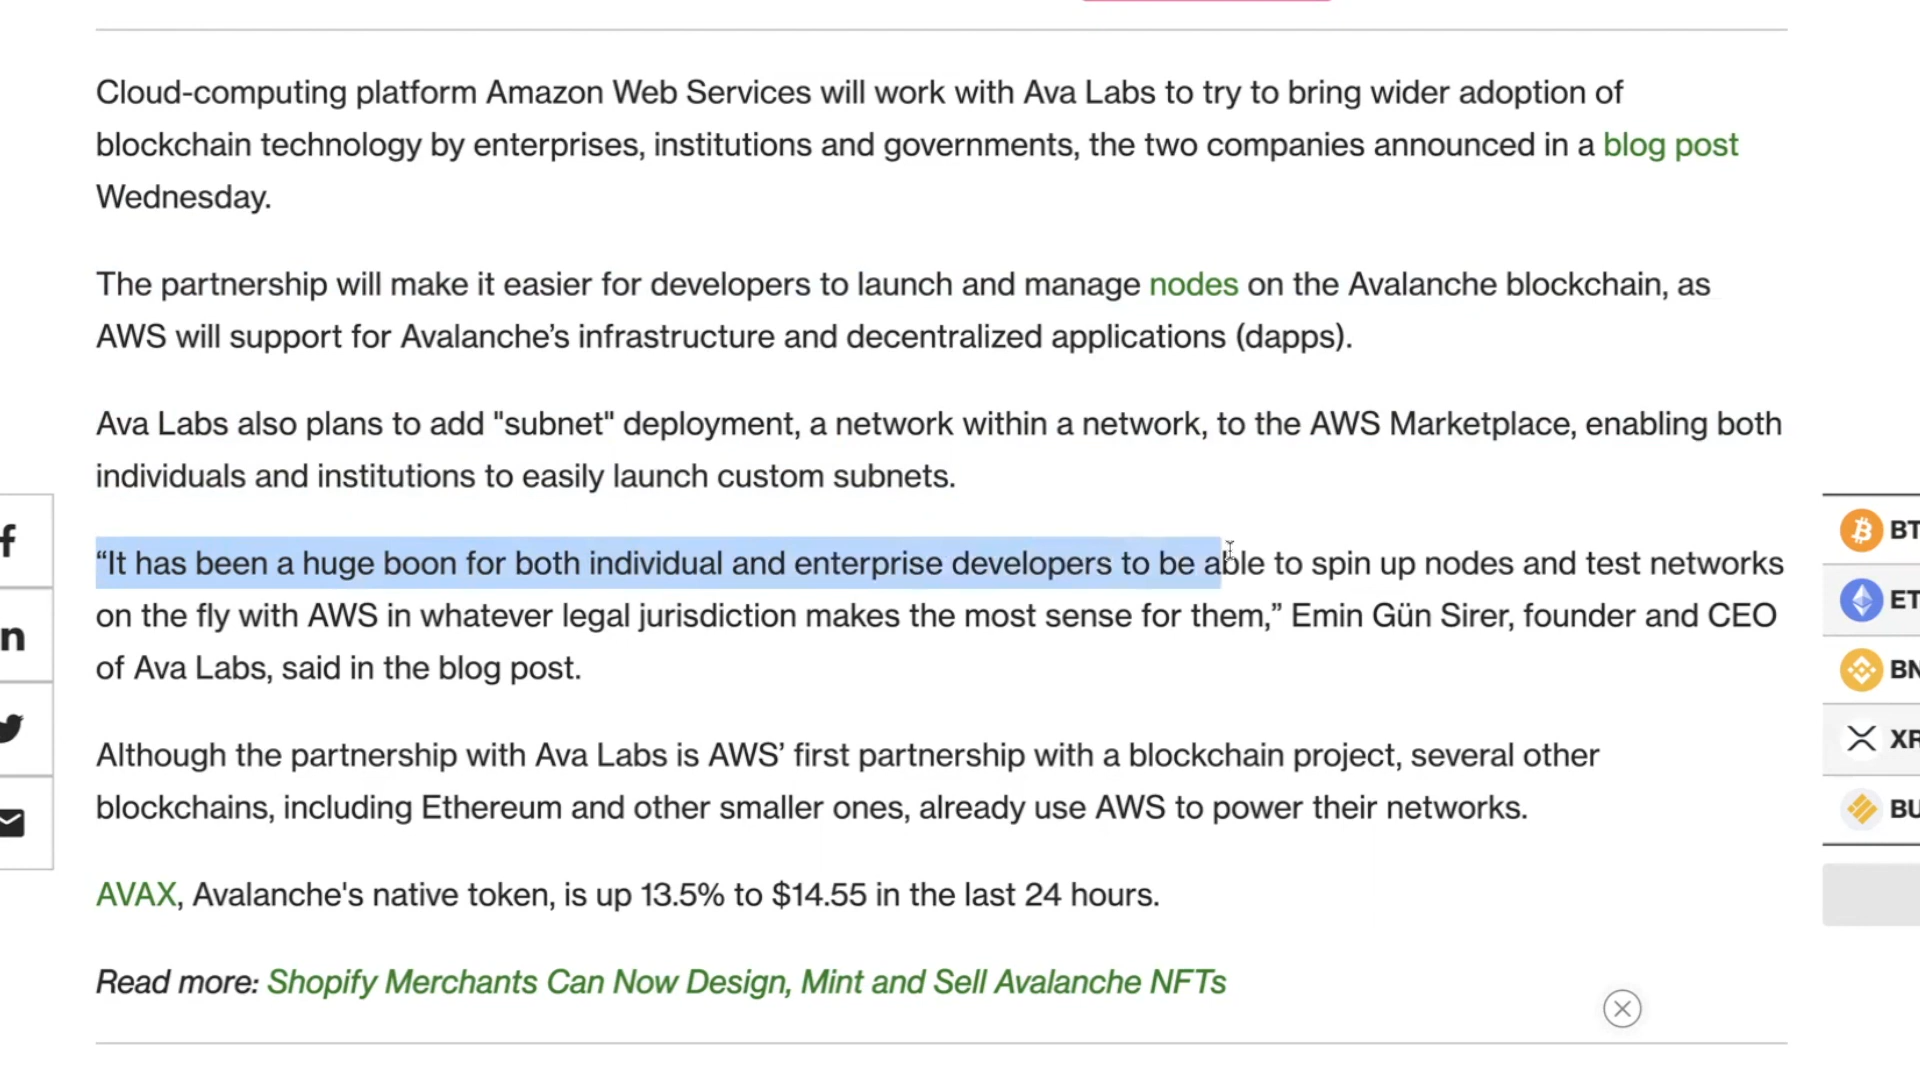 Cloud-computing platform Amazon Web Services will work with Ava Labs to try to bring wider adoption of
blockchain technology by enterprises, institutions and governments, the two companies announced in a blog post
Wednesday.
The partnership will make it easier for developers to launch and manage nodes on the Avalanche blockchain, as
AWS will support for Avalanche’s infrastructure and decentralized applications (dapps).
Ava Labs also plans to add "subnet" deployment, a network within a network, to the AWS Marketplace, enabling both
individuals and institutions to easily launch custom subnets.
“It has been a huge boon for both individual and enterprise developers to be able to spin up nodes and test networks
on the fly with AWS in whatever legal jurisdiction makes the most sense for them,” Emin Gün Sirer, founder and CEO
of Ava Labs, said in the blog post.
Although the partnership with Ava Labs is AWS’ first partnership with a blockchain project, several other
blockchains, including Ethereum and other smaller ones, already use AWS to power their networks.
AVAX, Avalanche's native token, is up 13.5% to $14.55 in the last 24 hours.
Read more: Shopify Merchants Can Now Design, Mint and Sell Avalanche NFTs
BT
ET
BN
XR
BU